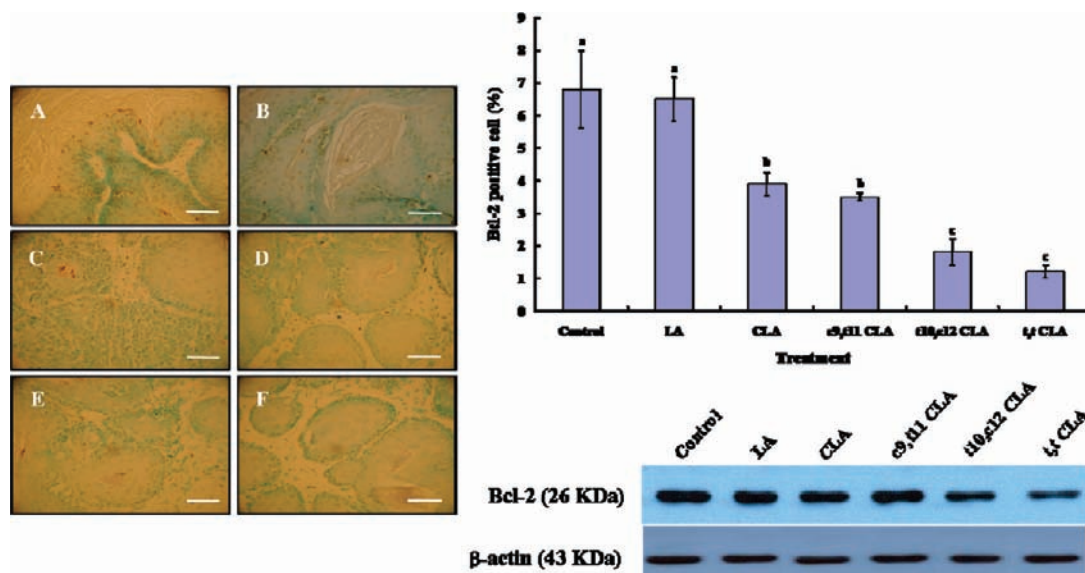 A
B
C
D
E
F
Bcl-2 positive cell (%)
9
8
7
6
5
4
3
2
1
0
a
a
b
b
c
c
Control
LA
CLA
c9,t11 CLA
t10,c12 CLA
t,t CLA
Treatment
Control
LA
CLA
c9,t11 CLA
t10,c12 CLA
t,t CLA
Bcl-2 (26 KDa)
β-actin (43 KDa)